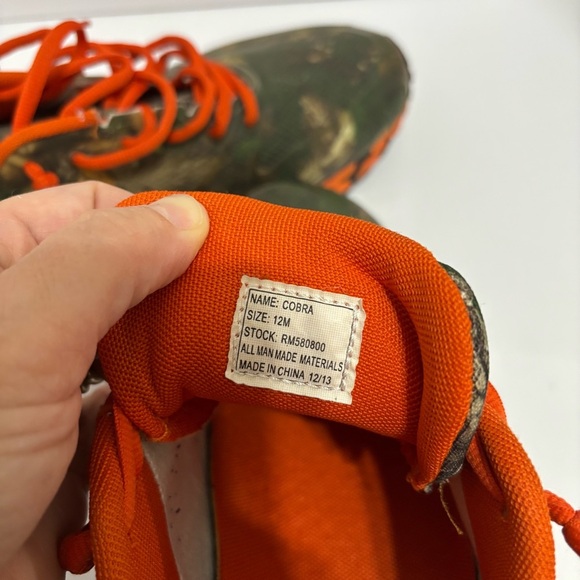 NAME: COBRA
SIZE: 12M
STOCK: RM580800
ALL MAN MADE MATERIALS
MADE IN CHINA 12/13